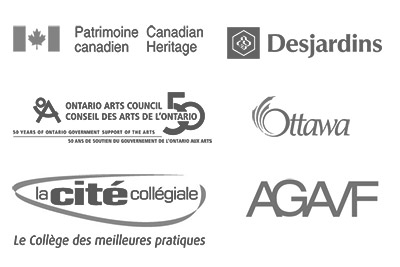 Patrimoine Canadian
canadien Heritage
Desjardins
ONTARIO ARTS COUNCIL
CONSEIL DES ARTS DE L'ONTARIO
50
50 YEARS OF ONTARIO GOVERNMENT SUPPORT OF THE ARTS
50 ANS DE SOUTIEN DU GOUVERNEMENT DE L'ONTARIO AUX ARTS
Ottawa
la cité collégiale
Le Collège des meilleures pratiques
AGAVF